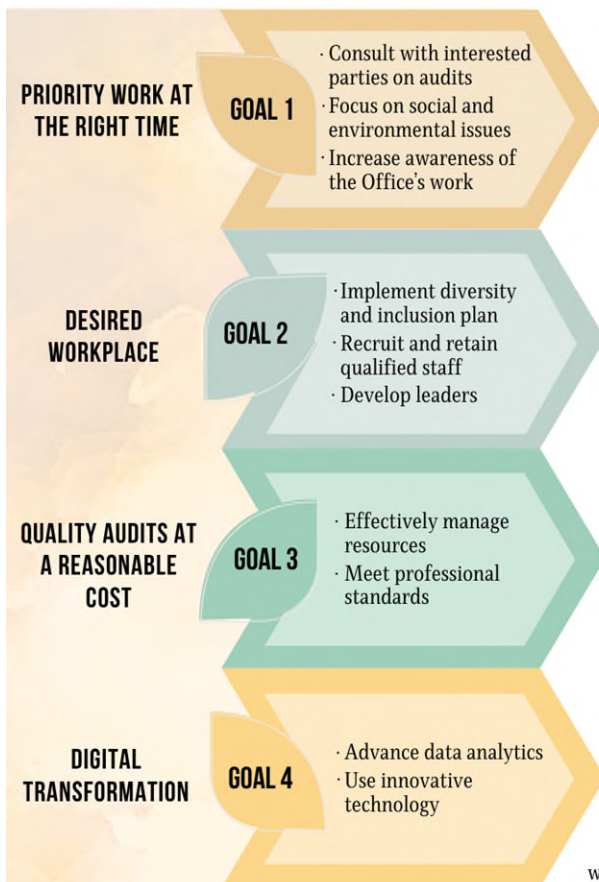 PRIORITY WORK AT
THE RIGHT TIME
GOAL 1
· Consult with interested
parties on audits
· Focus on social and
environmental issues
· Increase awareness of
the Office's work
DESIRED
WORKPLACE
GOAL 2
· Implement diversity
and inclusion plan
· Recruit and retain
qualified staff
· Develop leaders
QUALITY AUDITS AT
A REASONABLE
COST
GOAL 3
· Effectively manage
resources
· Meet professional
standards
DIGITAL
TRANSFORMATION
GOAL 4
· Advance data analytics
· Use innovative
technology
w